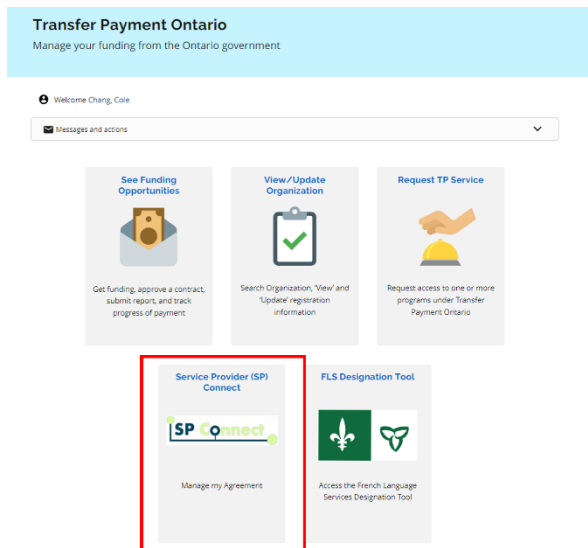 Transfer Payment Ontario
Manage your funding from the Ontario government
Welcome Chang, Cole
Messages and actions
See Funding
Opportunities
Get funding, approve a contract,
submit report, and track
progress of payment
View/Update
Organization
Search Organization, 'View' and
'Update' registration
information
Request TP Service
Request access to one or more
programs under Transfer
Payment Ontario
Service Provider (SP)
Connect
SP Connect
Manage my Agreement
FLS Designation Tool
Access the French Language
Services Designation Tool